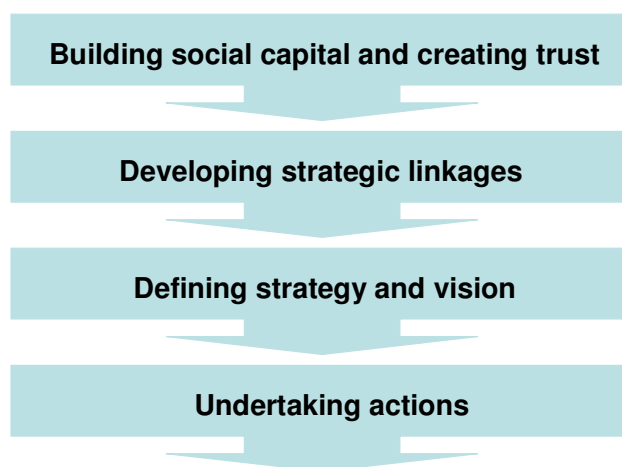 Building social capital and creating trust
Developing strategic linkages
Defining strategy and vision
Undertaking actions